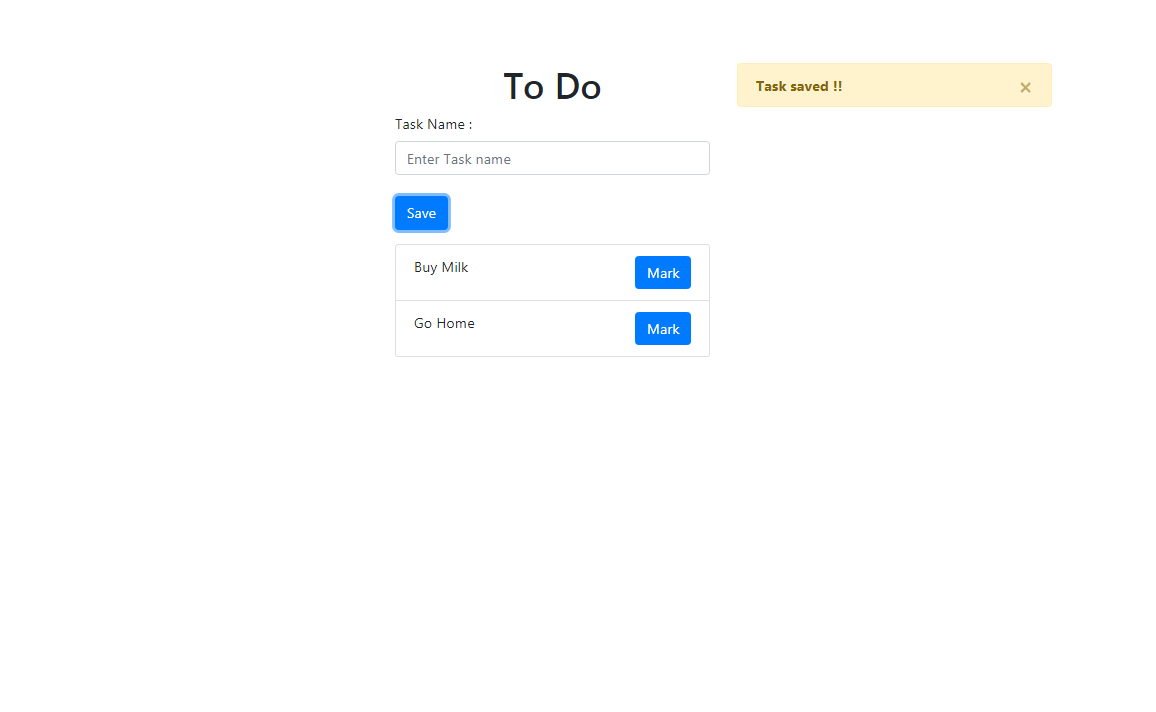 To Do
Task saved !!
×
Task Name :
Enter Task name
Save
Buy Milk
Mark
Go Home
Mark